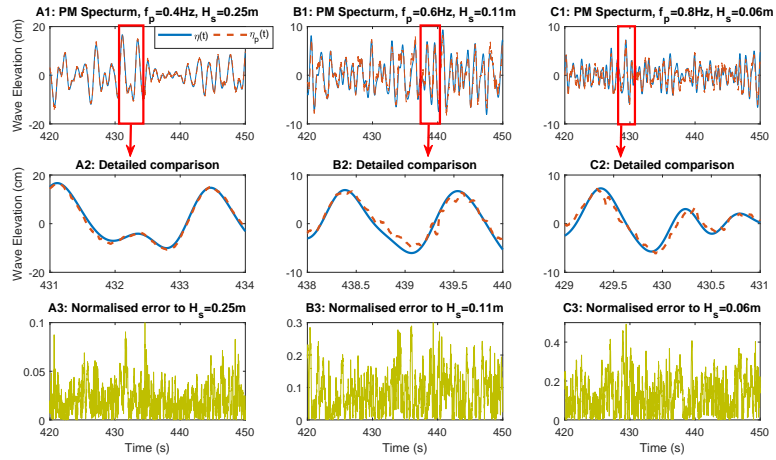 A1: PM Specturm, f_p=0.4Hz, H_s=0.25m
B1: PM Specturm, f_p=0.6Hz, H_s=0.11m
C1: PM Specturm, f_p=0.8Hz, H_s=0.06m
η(t) η_p(t)
Wave Elevation (cm)
20
0
-20
420 430 440 450
10
0
-10
420 430 440 450
10
0
-10
420 430 440 450
A2: Detailed comparison
B2: Detailed comparison
C2: Detailed comparison
Wave Elevation (cm)
20
0
-20
431 432 433 434
10
0
-10
438 438.5 439 439.5 440
10
0
-10
429 429.5 430 430.5 431
A3: Normalised error to H_s=0.25m
B3: Normalised error to H_s=0.11m
C3: Normalised error to H_s=0.06m
0.1
0.05
0
420 430 440 450
Time (s)
0.3
0.2
0.1
0
420 430 440 450
Time (s)
0.4
0.2
0
420 430 440 450
Time (s)